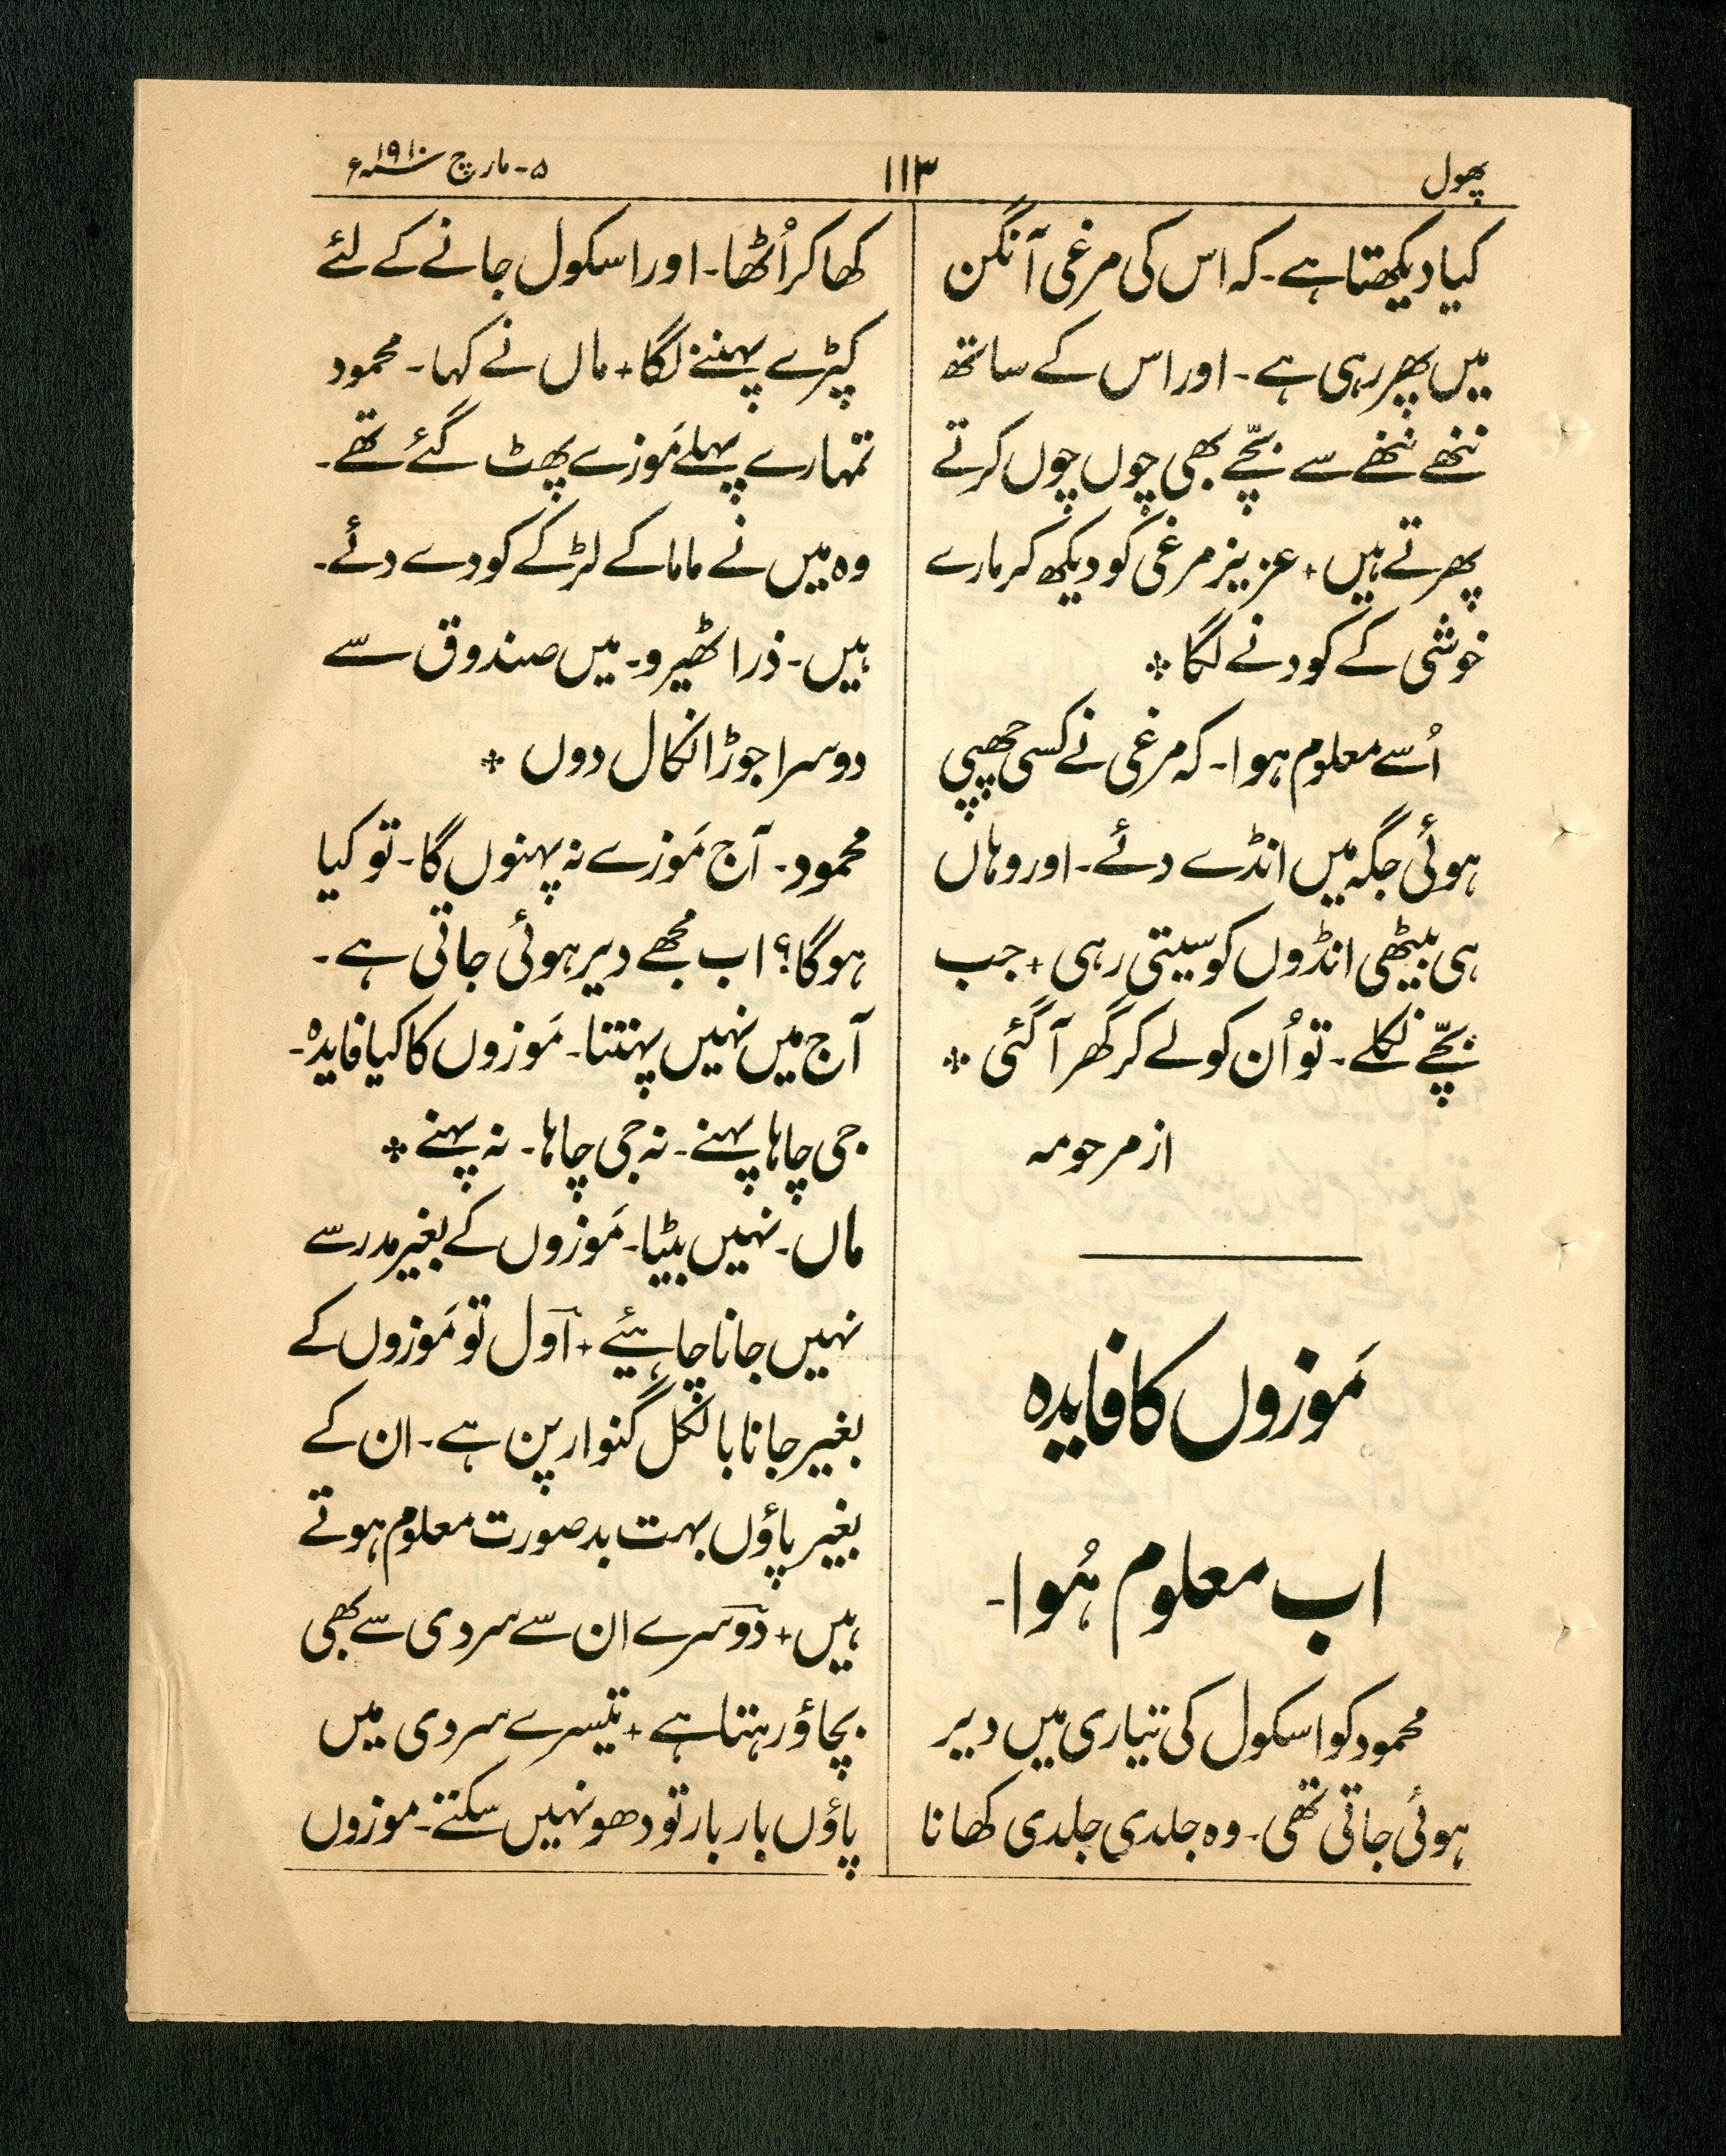 پھول
۱۱۳
۵۔ مارچ سنہ ۱۹۱۰ء
کیا دیکھتا ہے۔ کہ اس کی مرغی آنگن
میں پھر رہی ہے۔ اور اس کے ساتھ
ننھے ننھے سے بچّے بھی چوں چوں کرتے
پھرتے ہیں + عزیز مرغی کو دیکھ کر مارے
خوشی کے کودنے لگا ⁜
اُسے معلوم ہوا۔ کہ مرغی نے کسی چھپی
ہوئی جگہ میں انڈے دئے۔ اور وہاں
ہی بیٹھی انڈوں کو سیتی رہی + جب
بچّے نکلے۔ تو اُن کو لے کر گھر آ گئی ⁜
از مرحومہ
مَوزوں کا فایدہ
اب معلوم ہُوا۔
محمود کو اسکول کی تیاری میں دیر
ہوئی جاتی تھی۔ وہ جلدی جلدی کھانا
کھا کر اُٹھا۔ اور اسکول جانے کے لئے
کپڑے پہننے لگا + ماں نے کہا۔ محمود
تمہارے پہلے مَوزے پھٹ گئے تھے۔
وہ میں نے ماما کے لڑکے کو دے دئے۔
ہیں۔ ذرا ٹھیرو۔ میں صندوق سے
دوسرا جوڑا نکال دوں ⁜
محمود۔ آج مَوزے نہ پہنوں گا۔ تو کیا
ہوگا؟ اب مجھے دیر ہوئی جاتی ہے۔
آج میں نہیں پہنتا۔ مَوزوں کا کیا فایدہ۔
جی چاہا پہنے۔ نہ جی چاہا۔ نہ پہنے ⁜
ماں۔ نہیں بیٹا۔ مَوزوں کے بغیر مدرسے
نہیں جانا چاہئیے + اوّل تو مَوزوں کے
بغیر جانا بالکل گنوارپن ہے۔ ان کے
بغیر پاؤں بہت بدصورت معلوم ہوتے
ہیں + دوسرے ان سے سردی سے بھی
بچاؤ رہتا ہے + تیسرے سردی میں
پاؤں بار بار تو دھو نہیں سکتے۔ موزوں